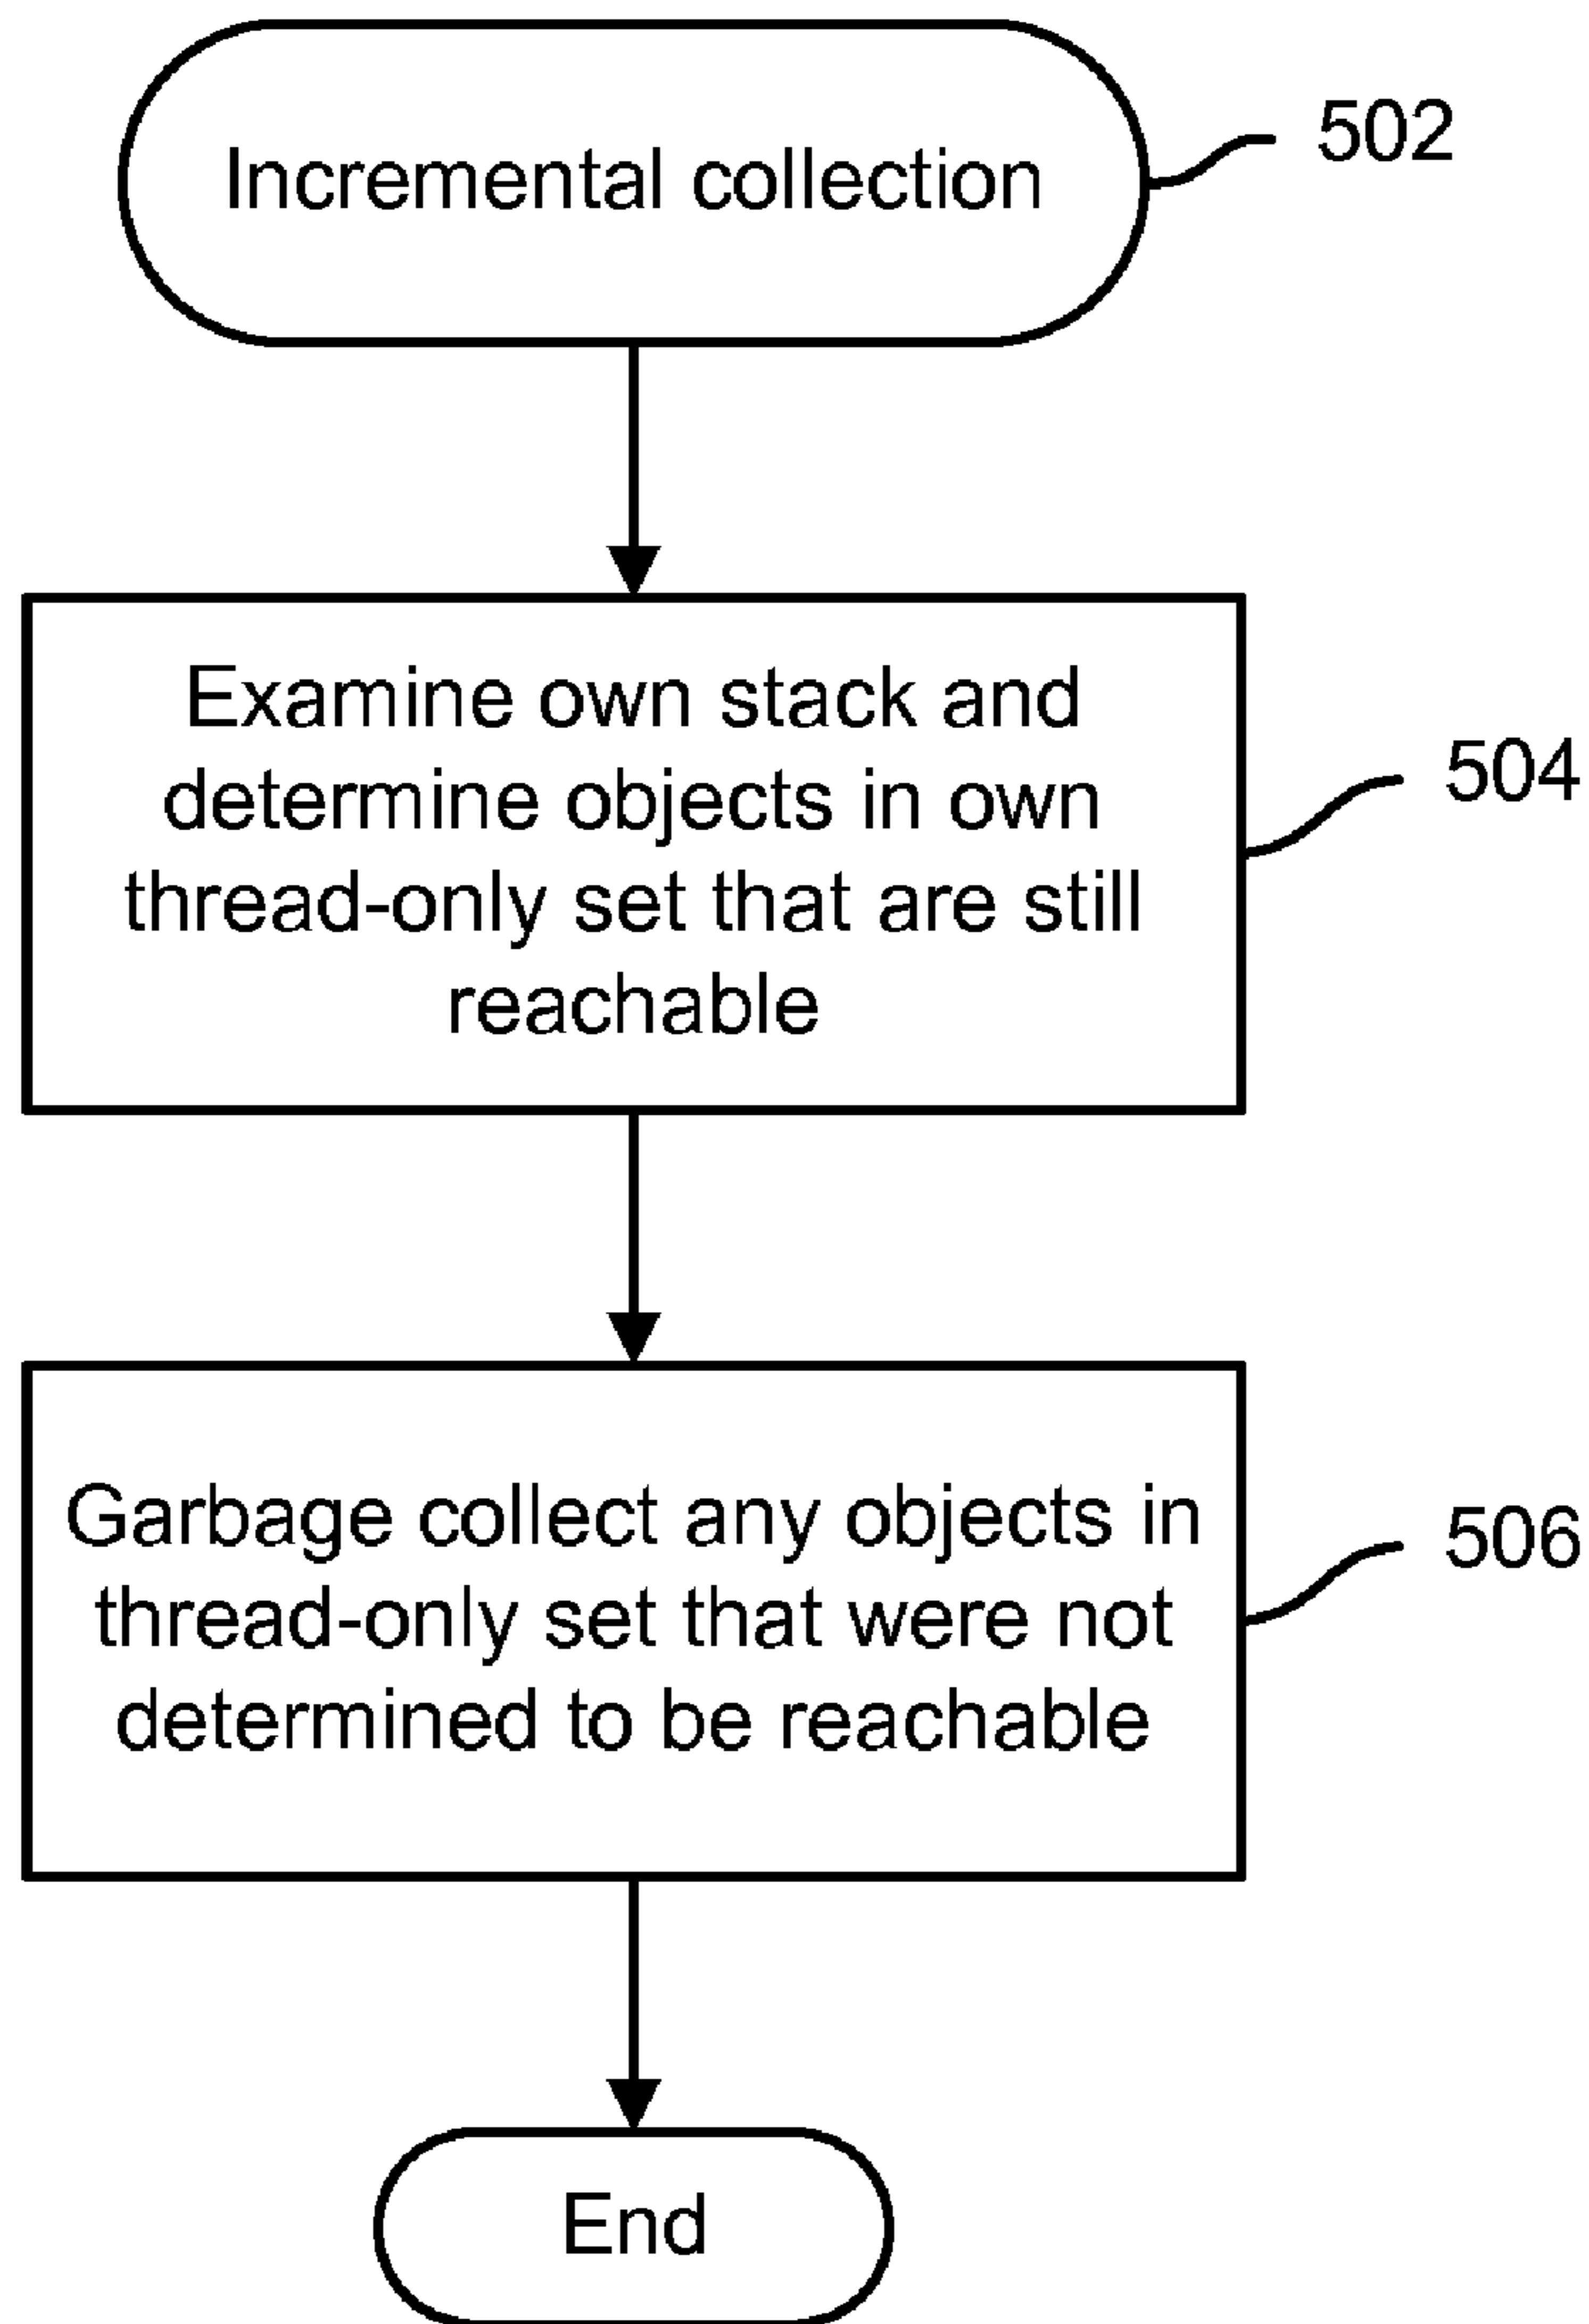 Incremental collection
502
Examine own stack and
determine objects in own
thread-only set that are still
reachable
504
Garbage collect any objects in
thread-only set that were not
determined to be reachable
506
End